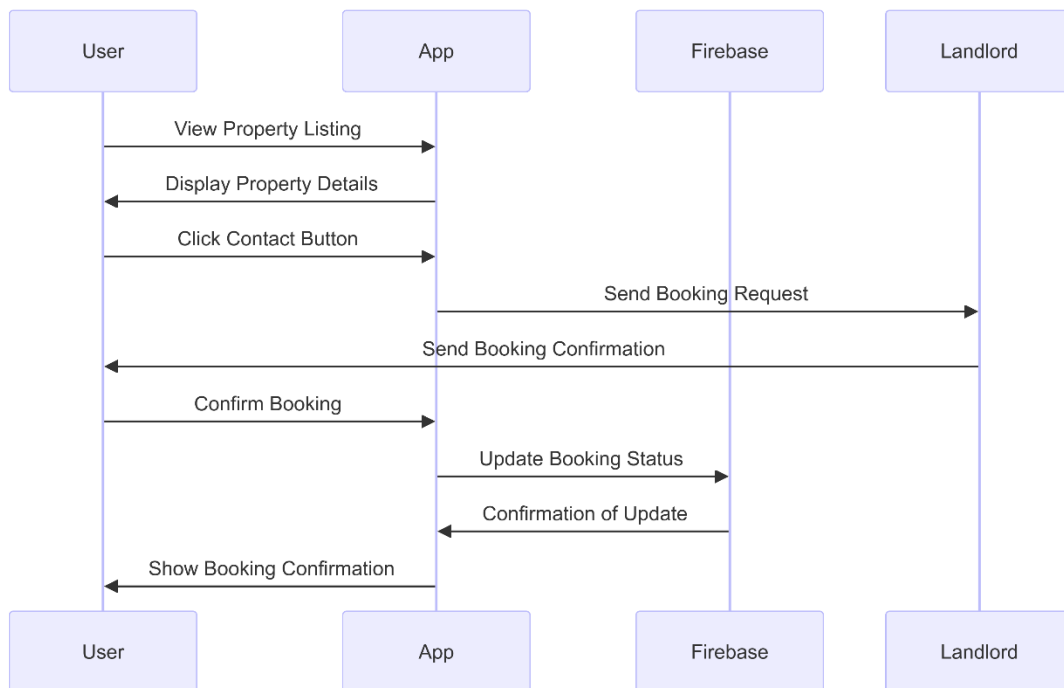 User
App
Firebase
Landlord
View Property Listing
Display Property Details
Click Contact Button
Send Booking Request
Send Booking Confirmation
Confirm Booking
Update Booking Status
Confirmation of Update
Show Booking Confirmation
User
App
Firebase
Landlord